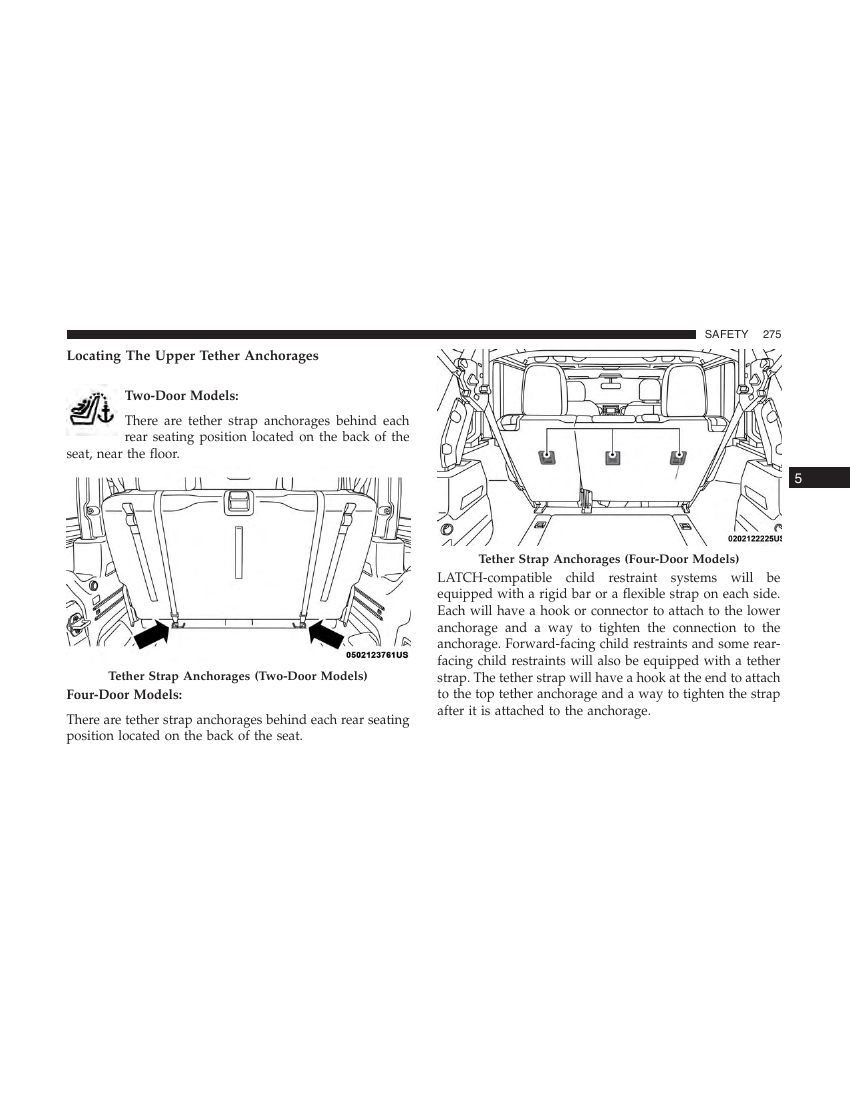 SAFETY 275
Locating The Upper Tether Anchorages
Two-Door Models:
There are tether strap anchorages behind each
rear seating position located on the back of the
seat, near the floor.
0502123761US
Tether Strap Anchorages (Two-Door Models)
Four-Door Models:
There are tether strap anchorages behind each rear seating
position located on the back of the seat.
0202122225US
Tether Strap Anchorages (Four-Door Models)
LATCH-compatible child restraint systems will be
equipped with a rigid bar or a flexible strap on each side.
Each will have a hook or connector to attach to the lower
anchorage and a way to tighten the connection to the
anchorage. Forward-facing child restraints and some rear-
facing child restraints will also be equipped with a tether
strap. The tether strap will have a hook at the end to attach
to the top tether anchorage and a way to tighten the strap
after it is attached to the anchorage.
5